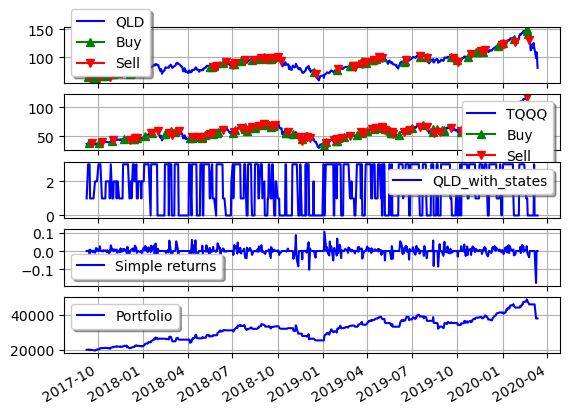 150
100
QLD
Buy
Sell
100
50
TQQQ
Buy
Sell
2
0
QLD_with_states
0.1
0.0
−0.1
Simple returns
40000
20000
Portfolio
2017-10
2018-01
2018-04
2018-07
2018-10
2019-01
2019-04
2019-07
2019-10
2020-01
2020-04